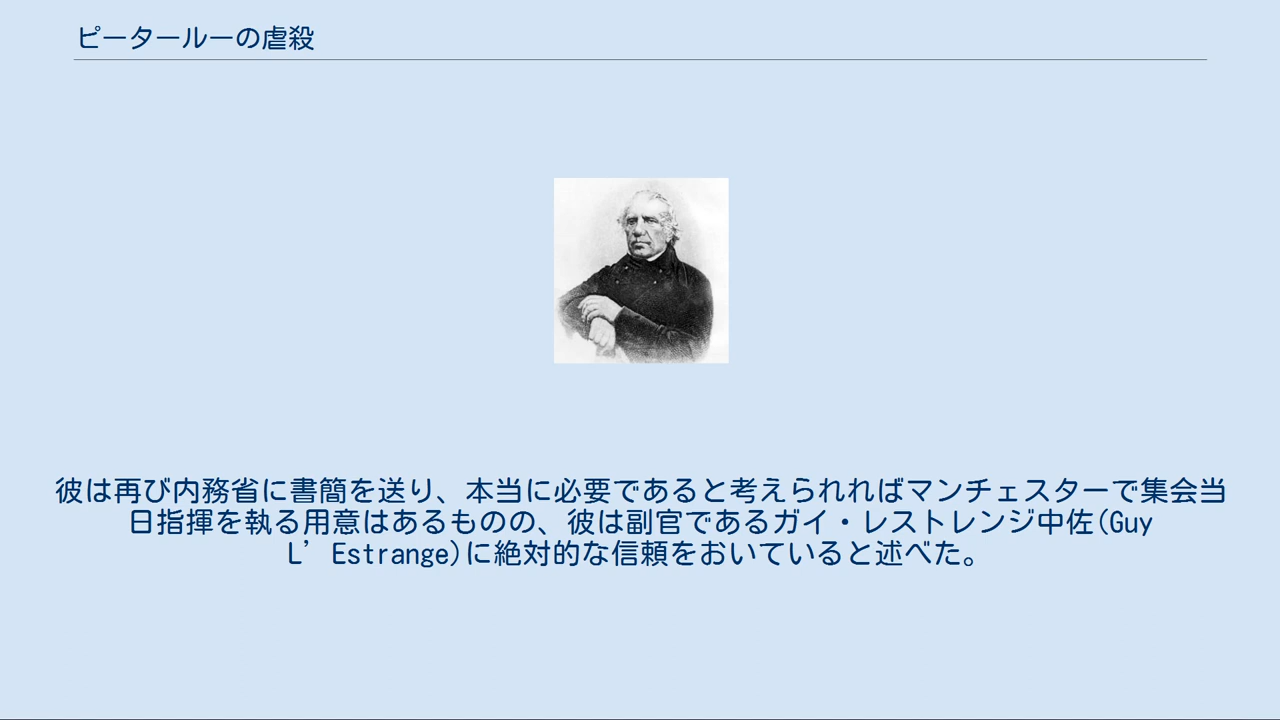 ピータールーの虐殺
彼は再び内務省に書簡を送り、本当に必要であると考えられればマンチェスターで集会当
日指揮を執る用意はあるものの、彼は副官であるガイ・レストレンジ中佐(Guy
L’Estrange)に絶対的な信頼をおいていると述べた。